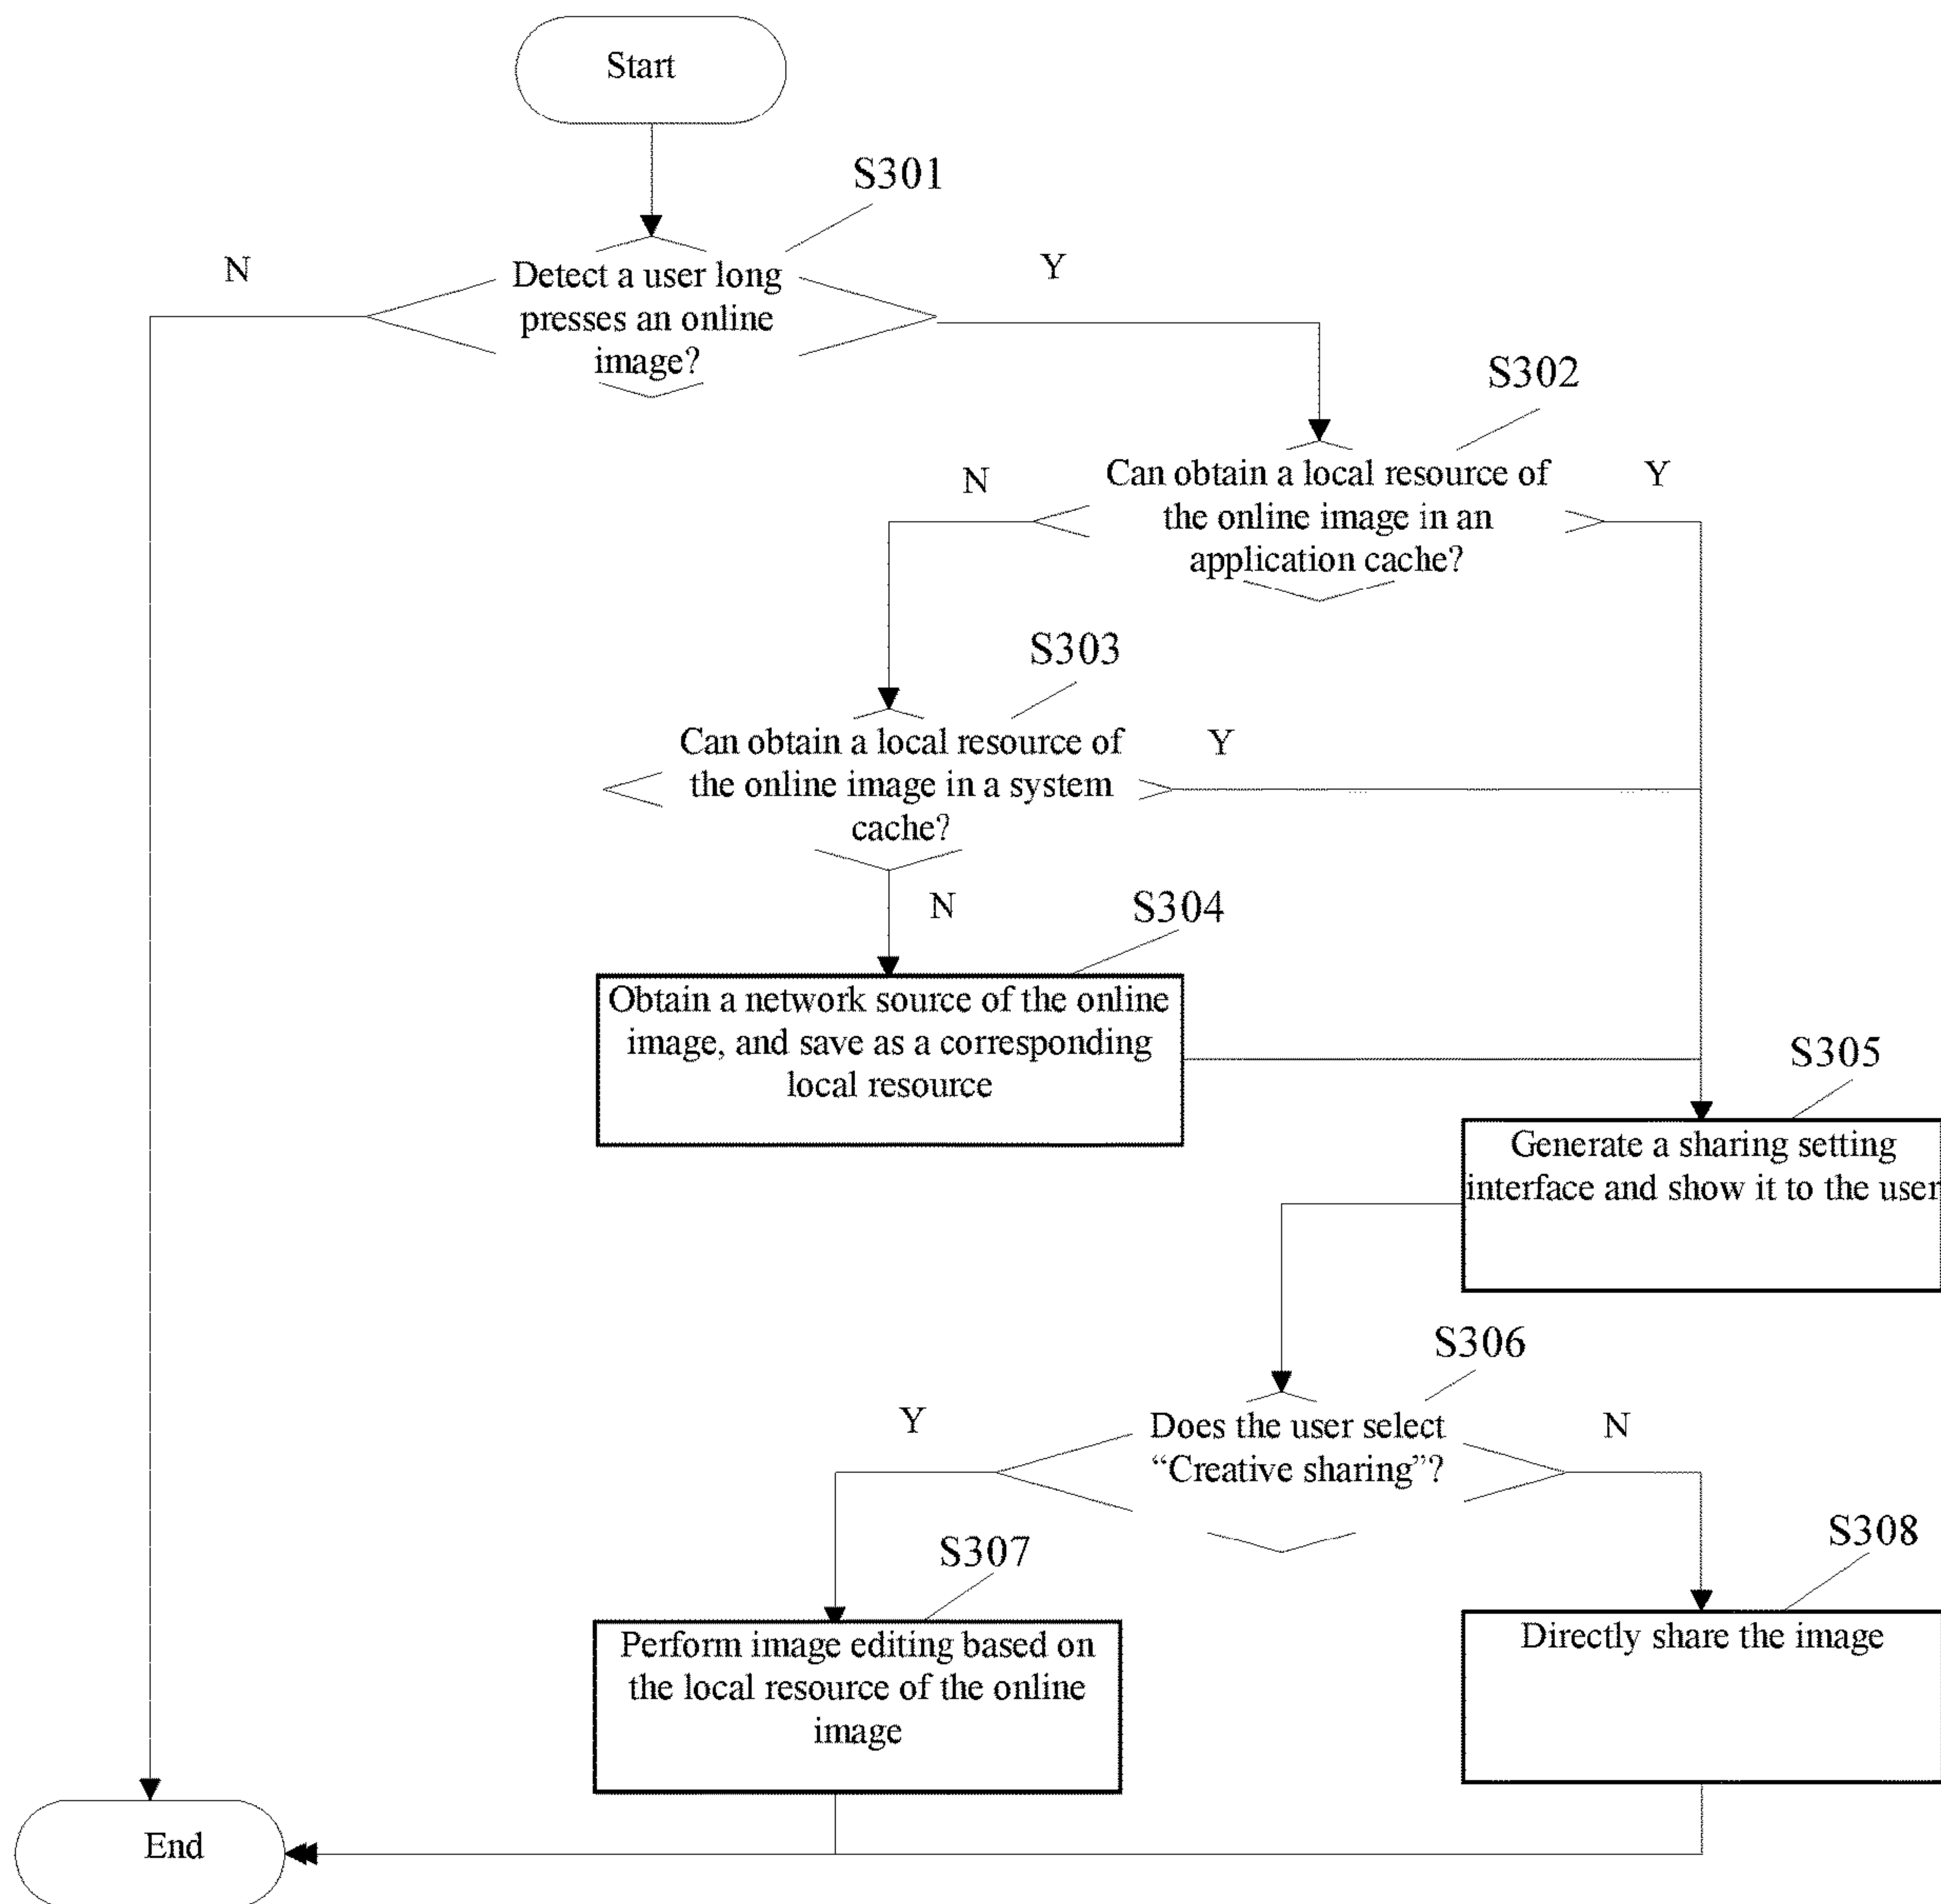 Start
S301
N
Detect a user long
presses an online
image?
Y
S302
N
Can obtain a local resource of
the online image in an
application cache?
Y
S303
Can obtain a local resource of
the online image in a system
cache?
Y
N
S304
Obtain a network source of the online
image, and save as a corresponding
local resource
S305
Generate a sharing setting
interface and show it to the user
S306
Y
Does the user select
“Creative sharing”?
N
S307
S308
Perform image editing based on
the local resource of the online
image
Directly share the image
End